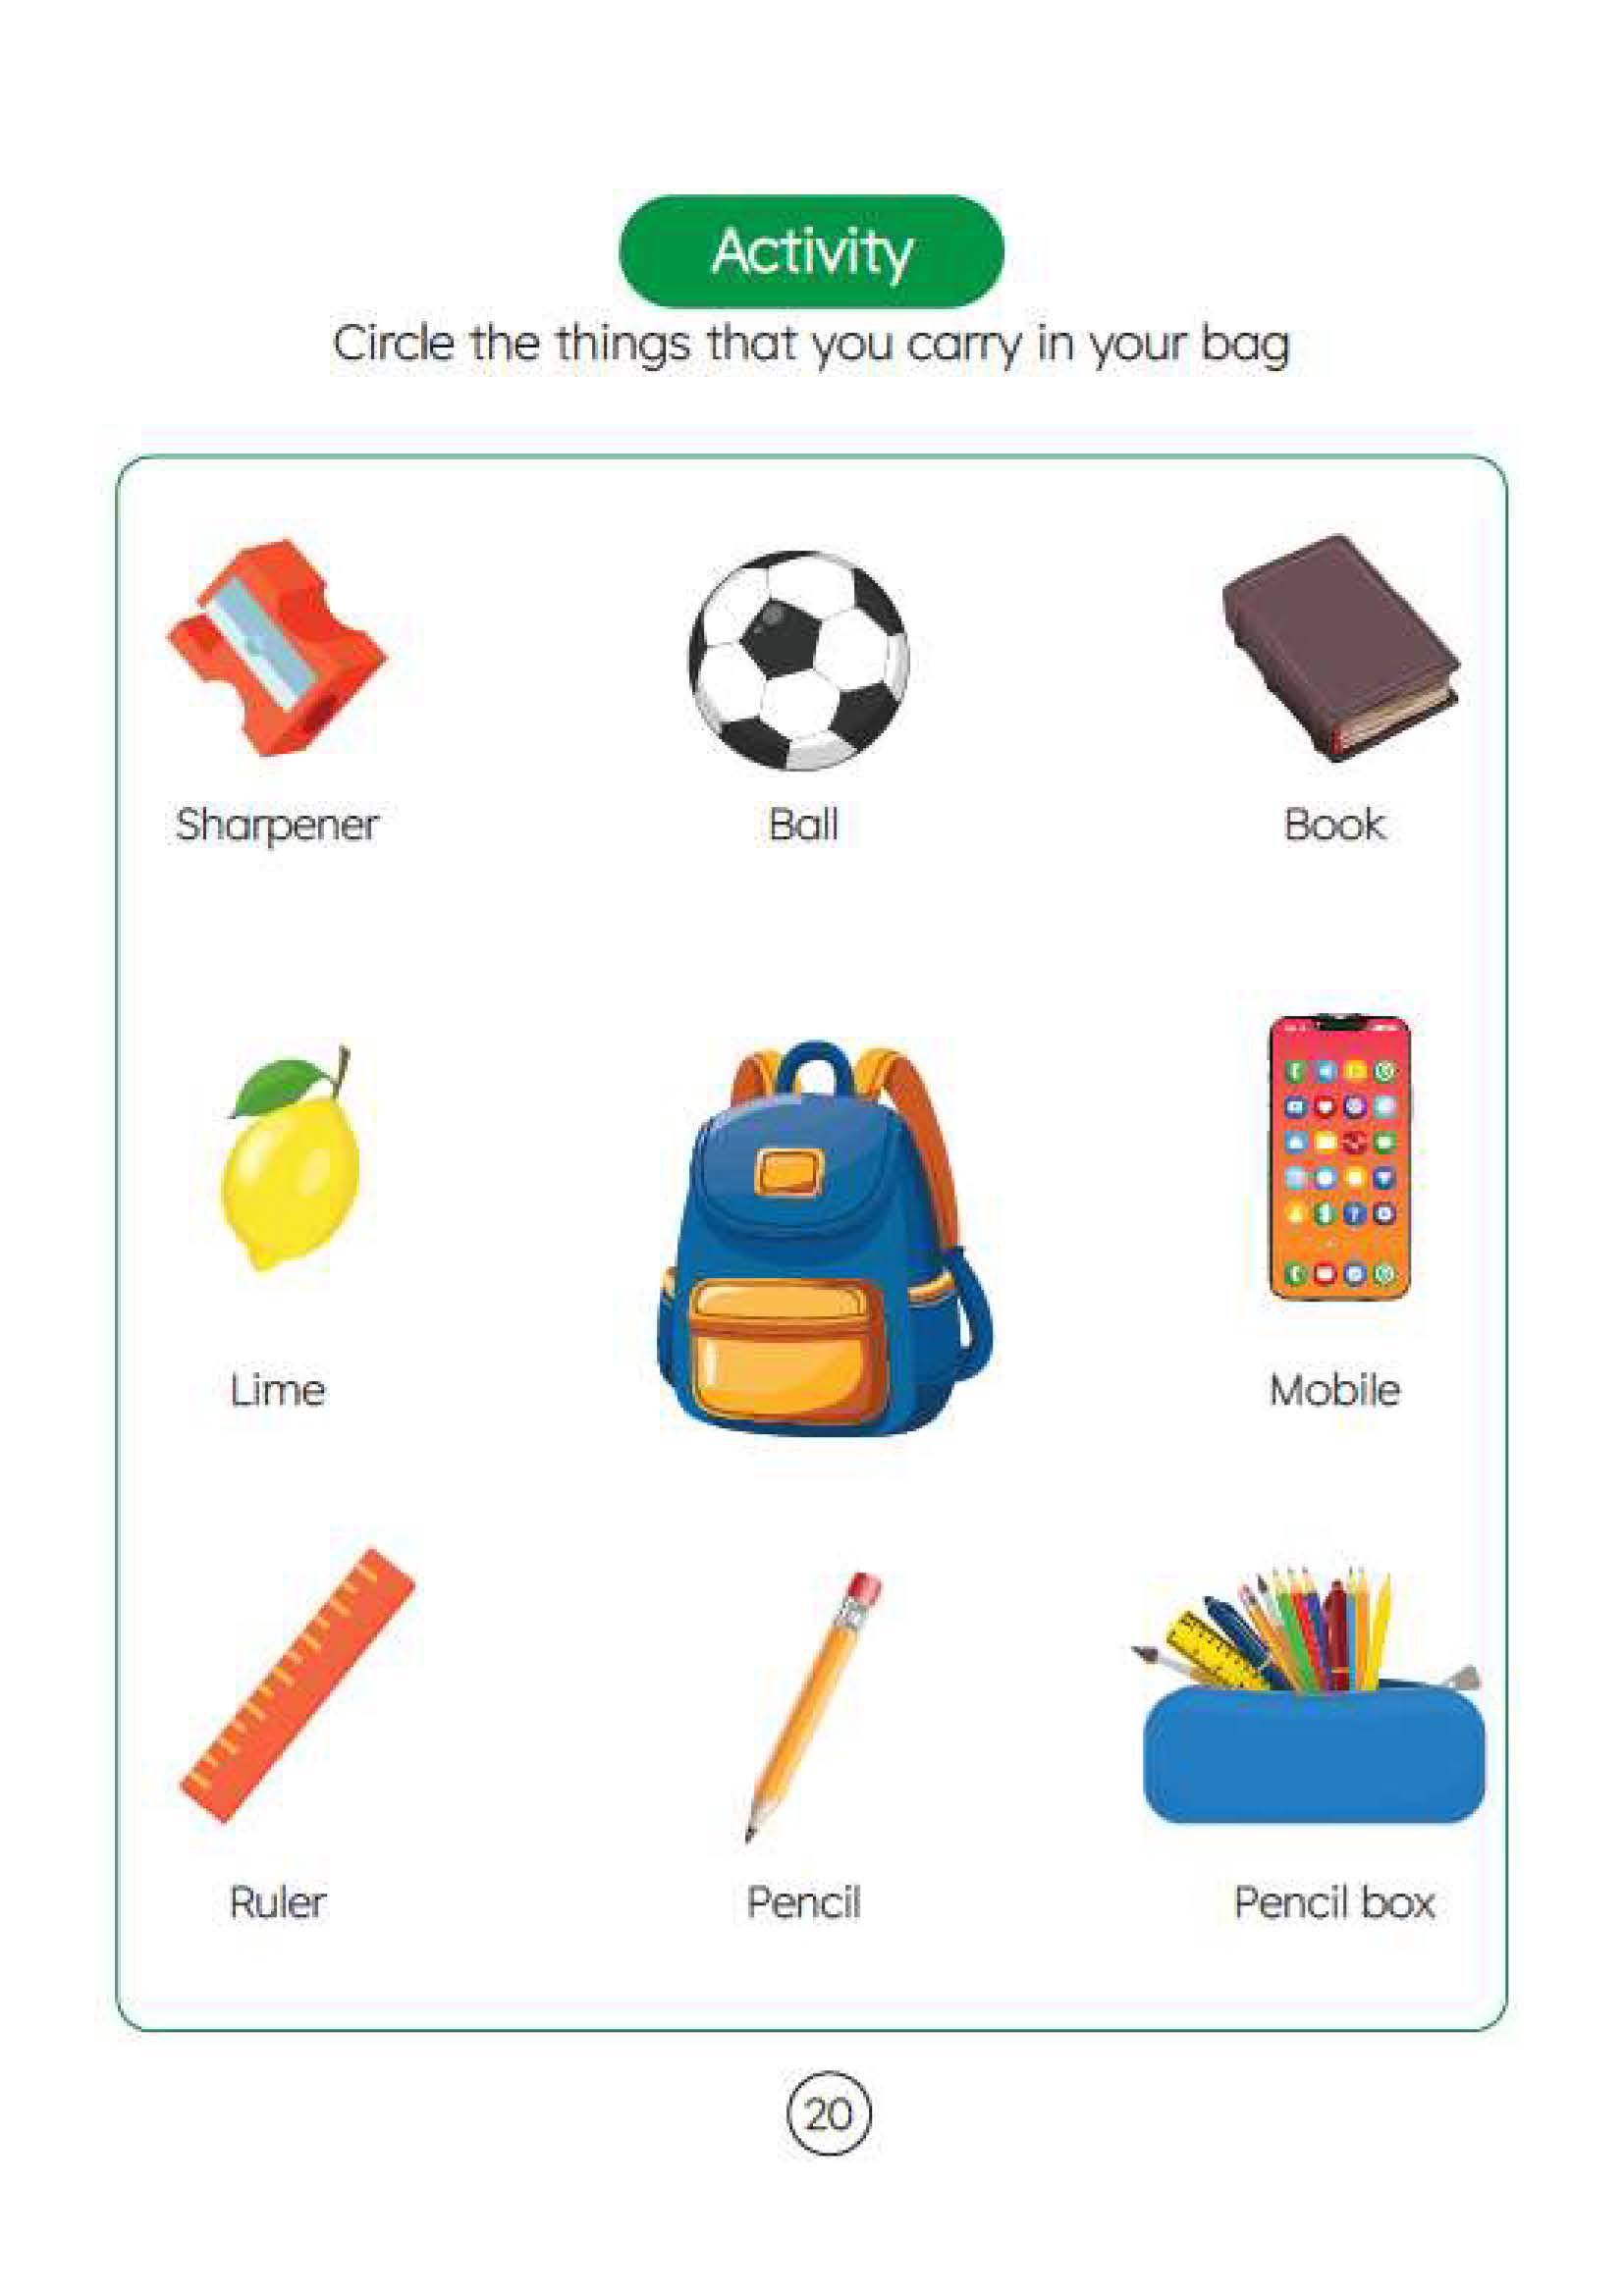 Activity
Circle the things that you carry in your bag
Sharpener
Ball
Book
Lime
Mobile
Ruler
Pencil
Pencil box
20